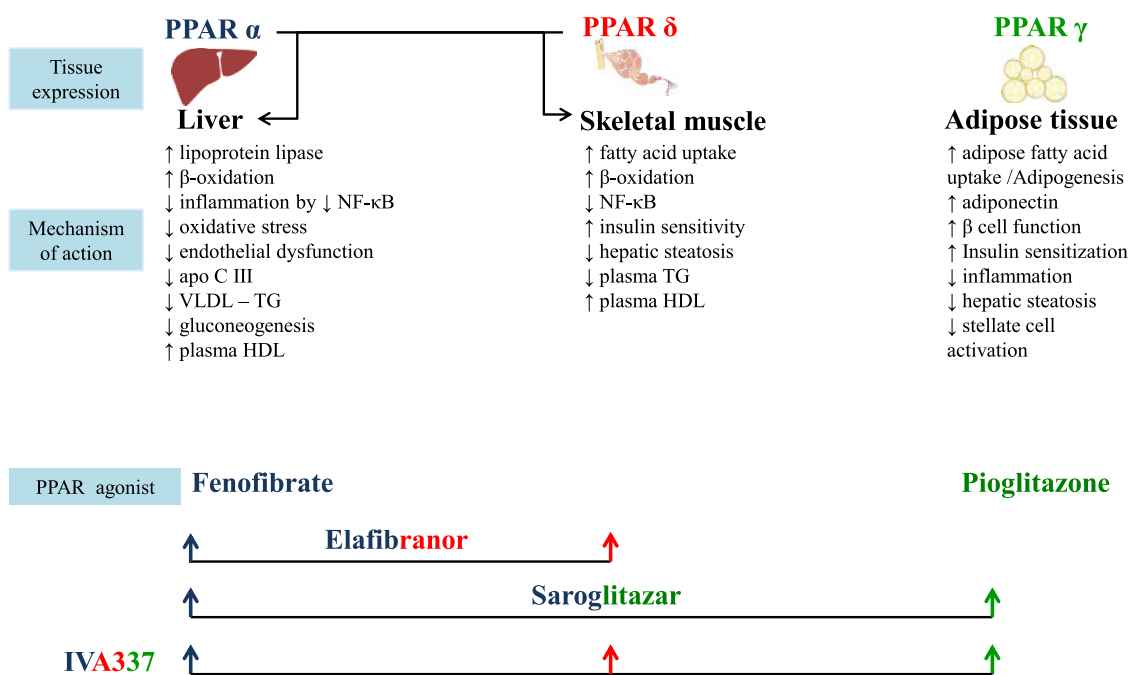 PPAR α
PPAR δ
PPAR γ
Tissue
expression
Liver
Skeletal muscle
Adipose tissue
Mechanism
of action
↑ lipoprotein lipase
↑ β-oxidation
↓ inflammation by ↓ NF-κB
↓ oxidative stress
↓ endothelial dysfunction
↓ apo C III
↓ VLDL – TG
↓ gluconeogenesis
↑ plasma HDL
↑ fatty acid uptake
↑ β-oxidation
↓ NF-κB
↑ insulin sensitivity
↓ hepatic steatosis
↓ plasma TG
↑ plasma HDL
↑ adipose fatty acid
uptake /Adipogenesis
↑ adiponectin
↑ β cell function
↑ Insulin sensitization
↓ inflammation
↓ hepatic steatosis
↓ stellate cell
activation
PPAR agonist
Fenofibrate
Pioglitazone
Elafibranor
Saroglitazar
IVA337